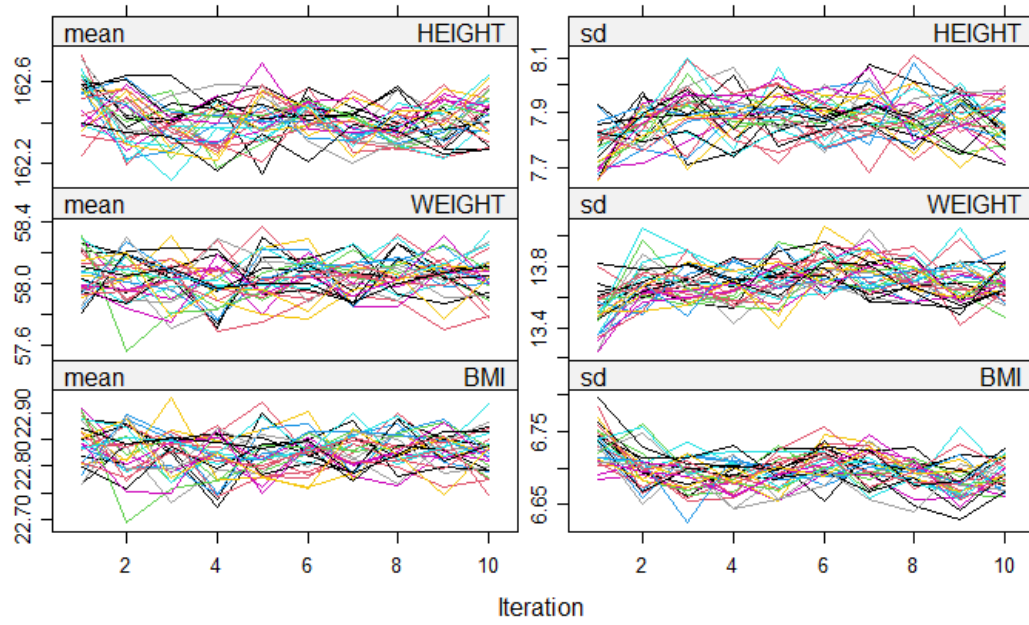 mean HEIGHT
sd HEIGHT
162.2 162.6
7.7 7.9 8.1
mean WEIGHT
sd WEIGHT
57.6 58.0 58.4
13.4 13.8
mean BMI
sd BMI
22.70 22.80 22.90
6.65 6.75
2 4 6 8 10
2 4 6 8 10
Iteration